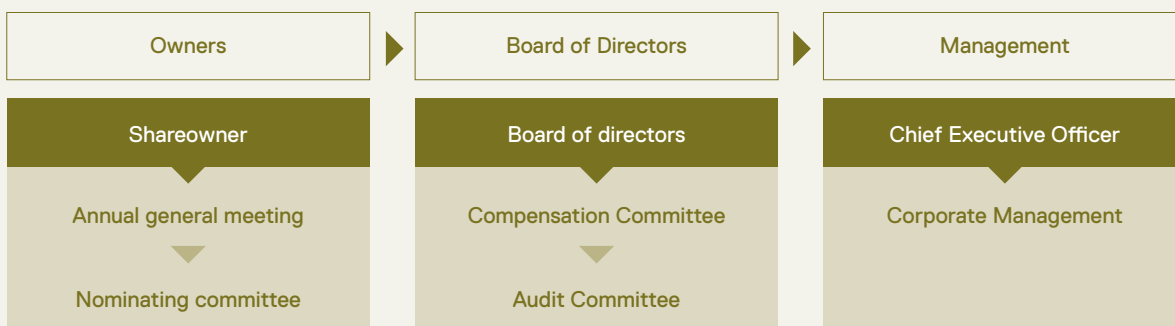 Owners
Board of Directors
Management
Shareowner
Board of directors
Chief Executive Officer
Annual general meeting
Compensation Committee
Corporate Management
Nominating committee
Audit Committee